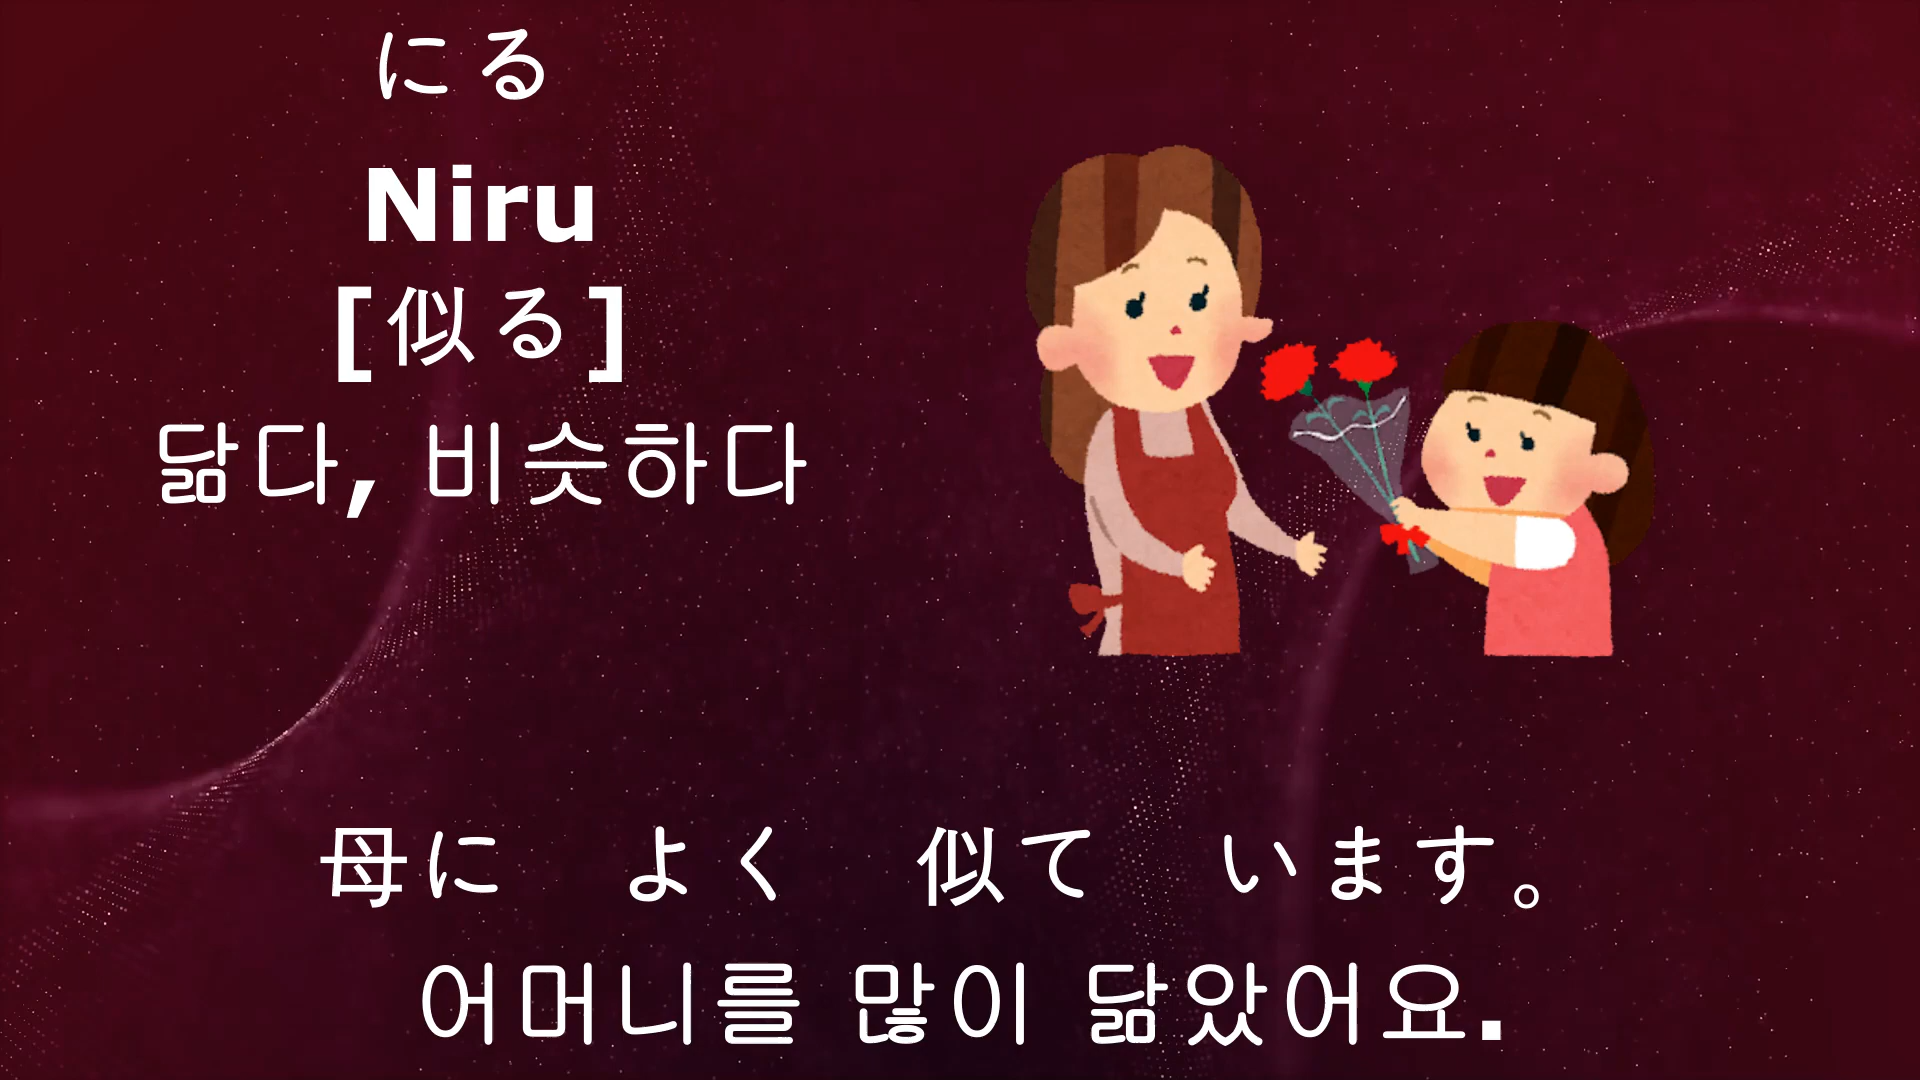 にる
Niru
[似る]
닮다, 비슷하다
母に　よく　似て　います。
어머니를 많이 닮았어요.